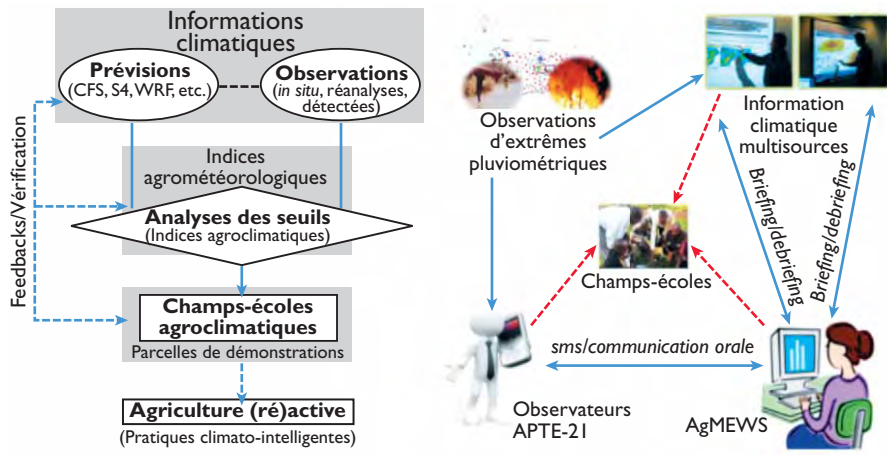 Informations
climatiques
Prévisions
(CFS, S4, WRF, etc.)
Observations
(in situ, réanalyses,
détectées)
Indices
agrométéorologiques
Analyses des seuils
(Indices agroclimatiques)
Champs-écoles
agroclimatiques
Parcelles de démonstrations
Agriculture (ré)active
(Pratiques climato-intelligentes)
Feedbacks/Vérification
Observations
d'extrêmes
pluviométriques
Information
climatique
multisources
Briefing/debriefing
Briefing/debriefing
Champs-écoles
sms/communication orale
Observateurs
APTE-21
AgMEWS